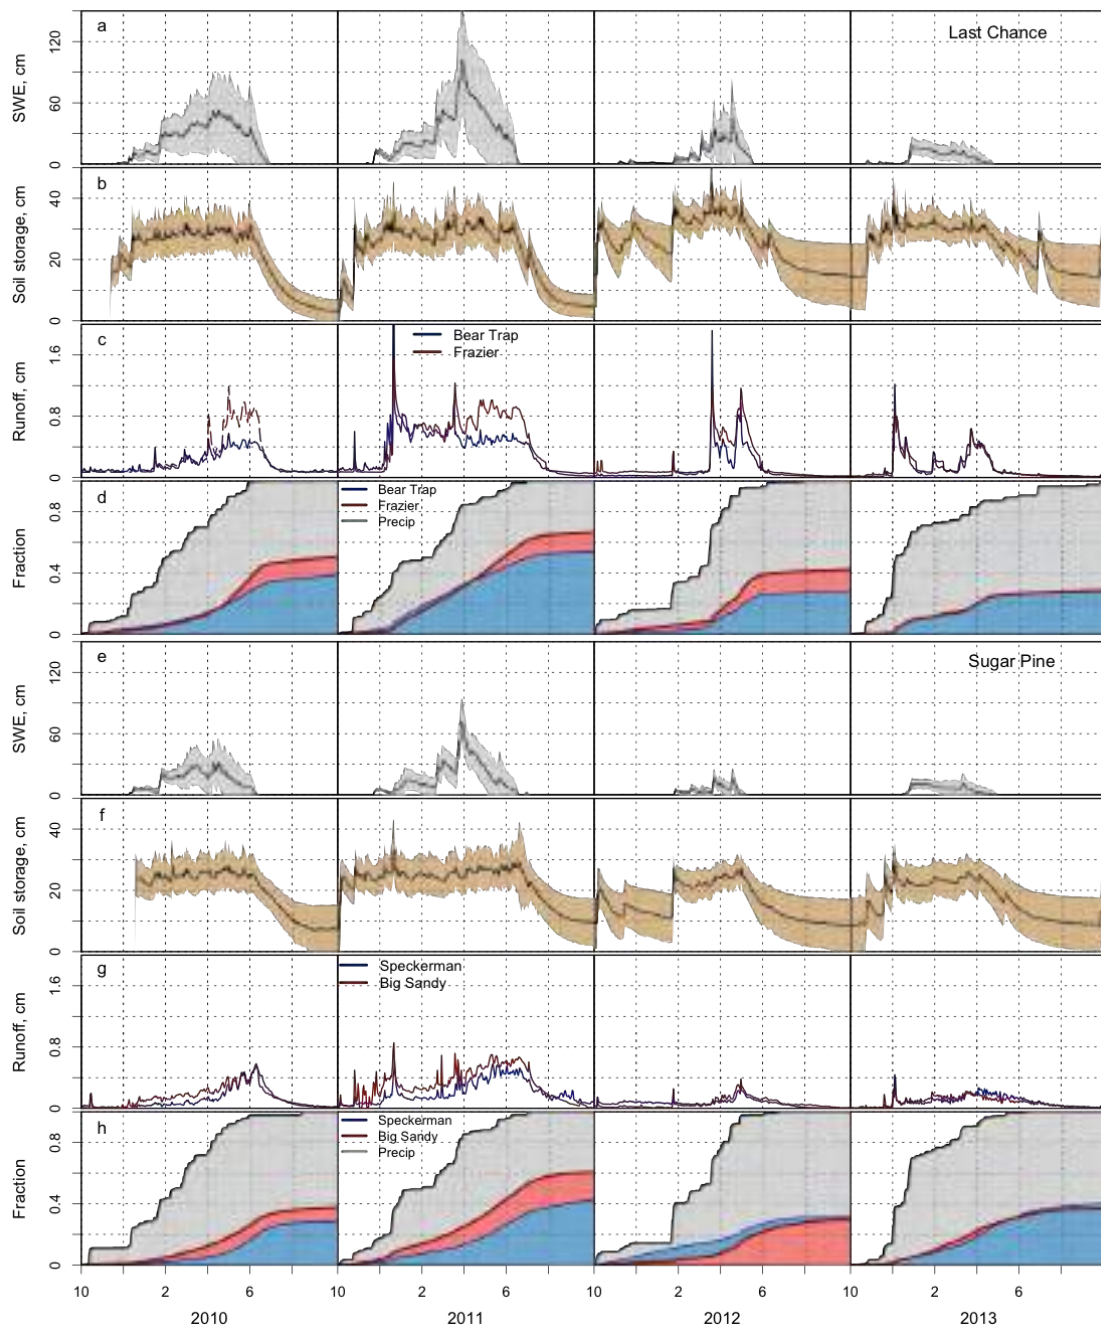 a
Last Chance
SWE, cm
0 60 120
b
Soil storage, cm
0 20 40
c
Bear Trap
Frazier
Runoff, cm
0 0.8 1.6
d
Bear Trap
Frazier
Precip
Fraction
0 0.4 0.8
e
Sugar Pine
SWE, cm
0 60 120
f
Soil storage, cm
0 20 40
g
Speckerman
Big Sandy
Runoff, cm
0 0.8 1.6
h
Speckerman
Big Sandy
Precip
Fraction
0 0.4 0.8
10 2 6 10 2 6 10 2 6 10 2 6
2010 2011 2012 2013